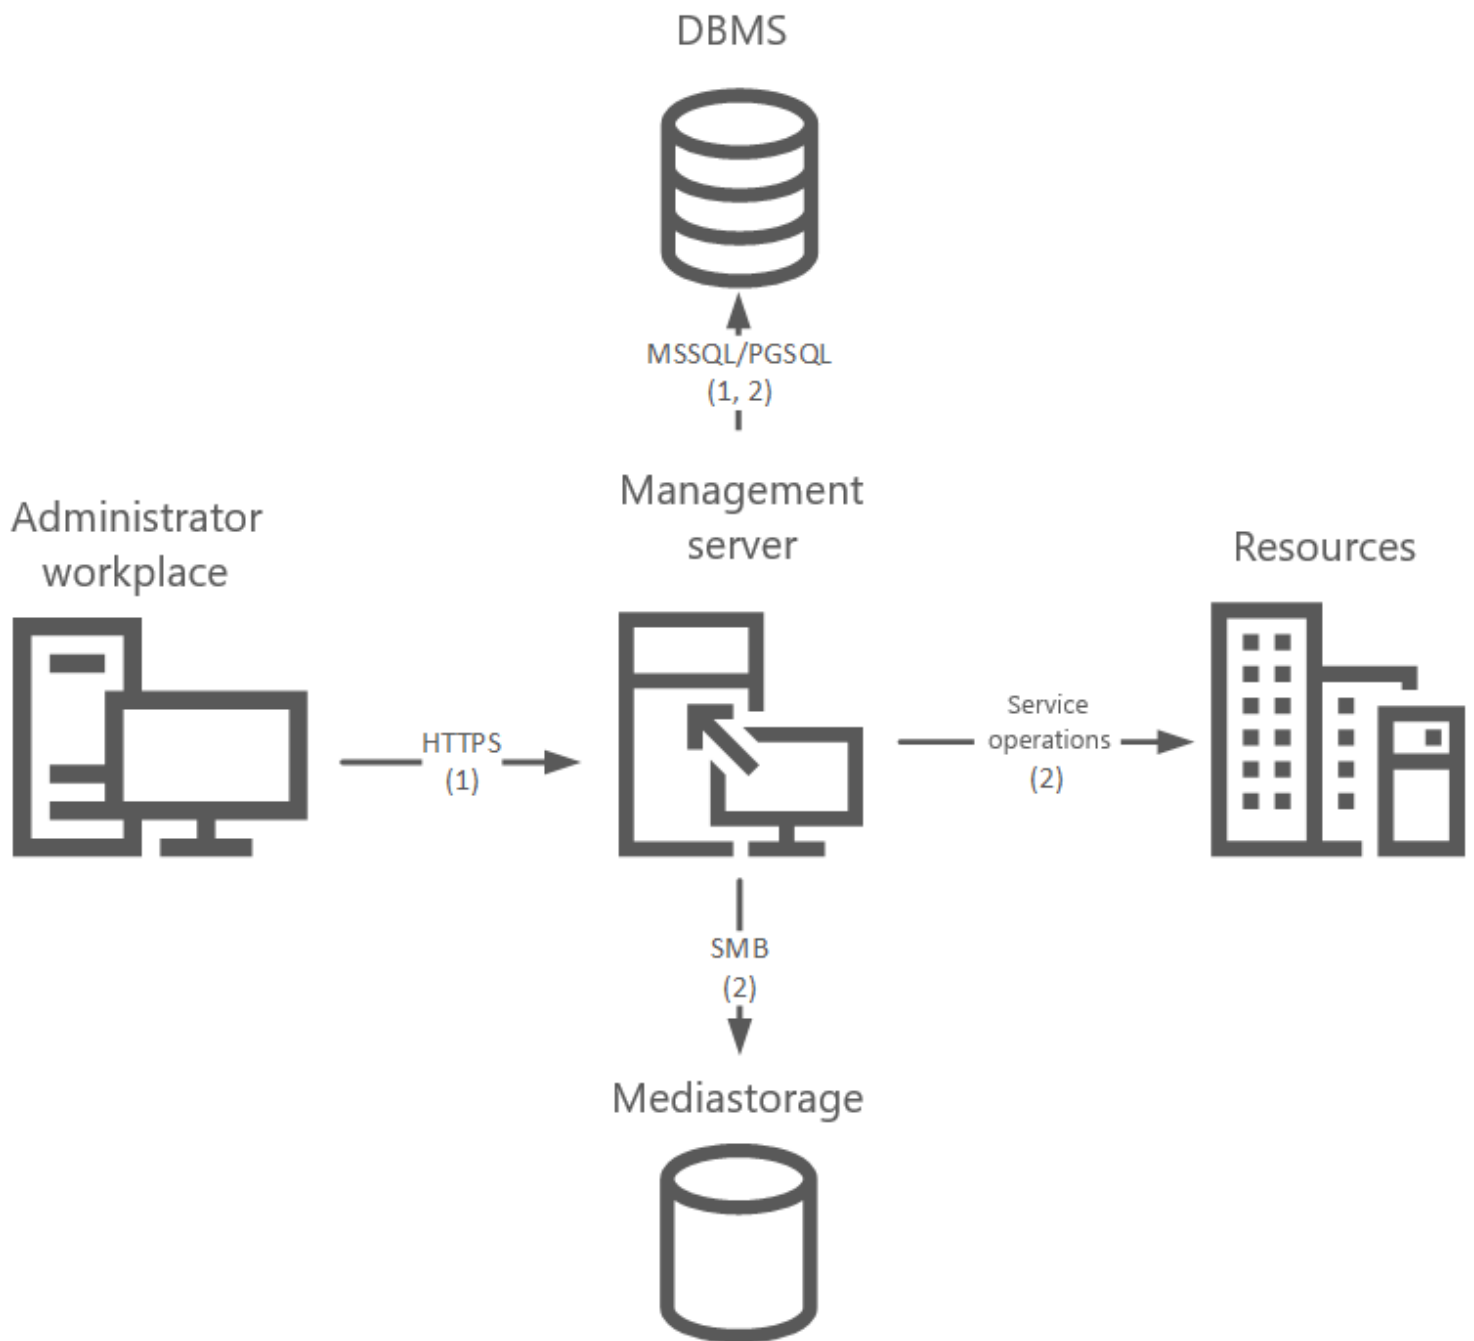 DBMS
MSSQL/PGSQL
(1, 2)
Management
server
Administrator
workplace
Resources
HTTPS
(1)
Service
operations
(2)
SMB
(2)
Mediastorage